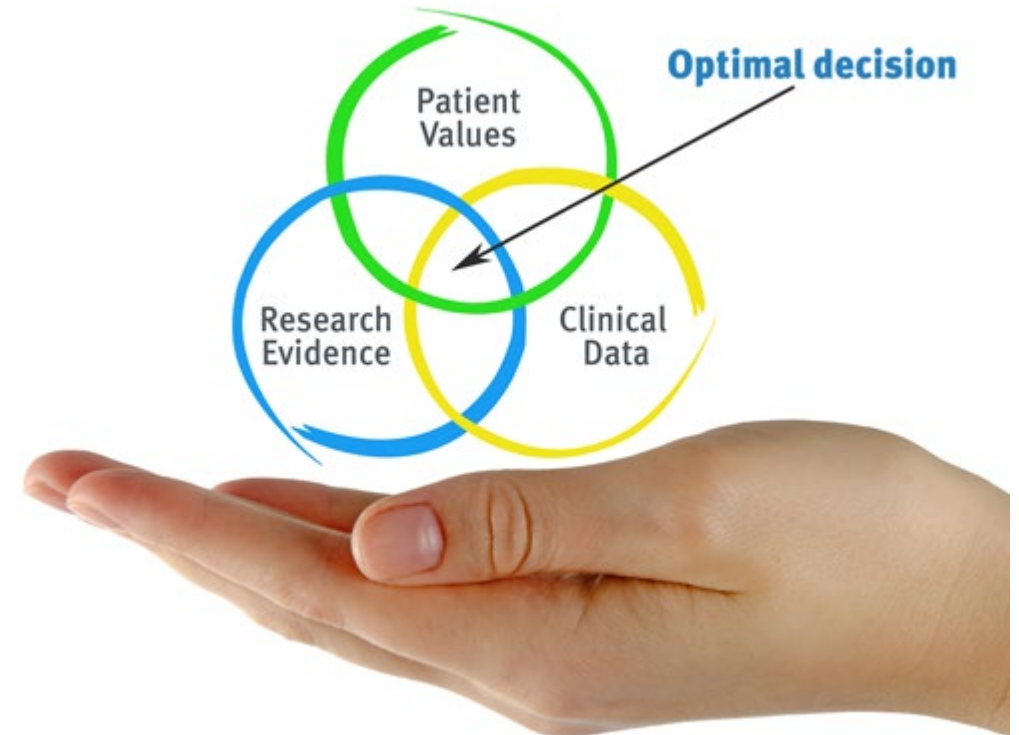 Optimal decision
Patient
Values
Research
Evidence
Clinical
Data